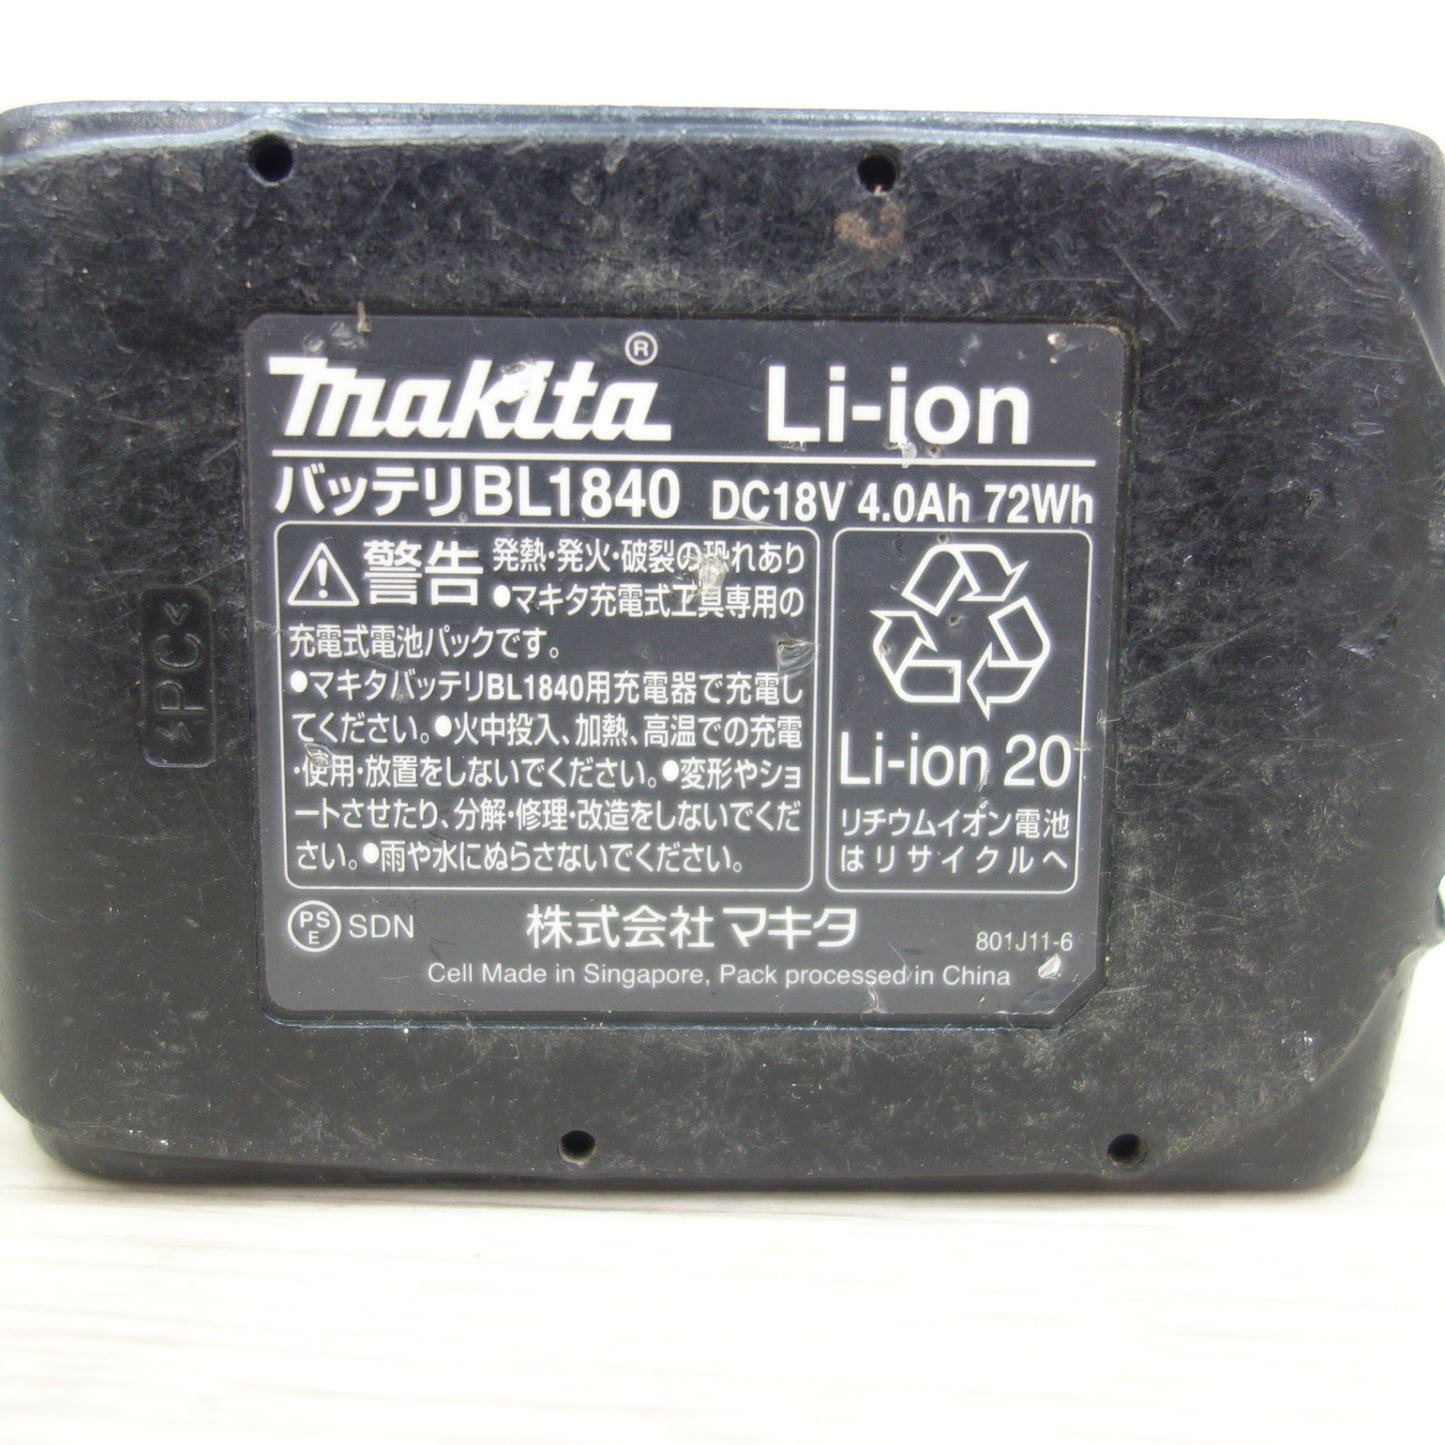 makita® Li-ion
バッテリBL1840 DC18V 4.0Ah 72Wh
警告 発熱・発火・破裂の恐れあり
●マキタ充電式工具専用の
充電式電池パックです。
●マキタバッテリBL1840用充電器で充電し
てください。●火中投入、加熱、高温での充電
・使用・放置をしないでください。●変形やショ
ートさせたり、分解・修理・改造をしないでくだ
さい。●雨や水にぬらさないでください。
Li-ion 20
リチウムイオン電池
はリサイクルへ
PSE SDN 株式会社マキタ 801J11-6
Cell Made in Singapore, Pack processed in China
>PC<